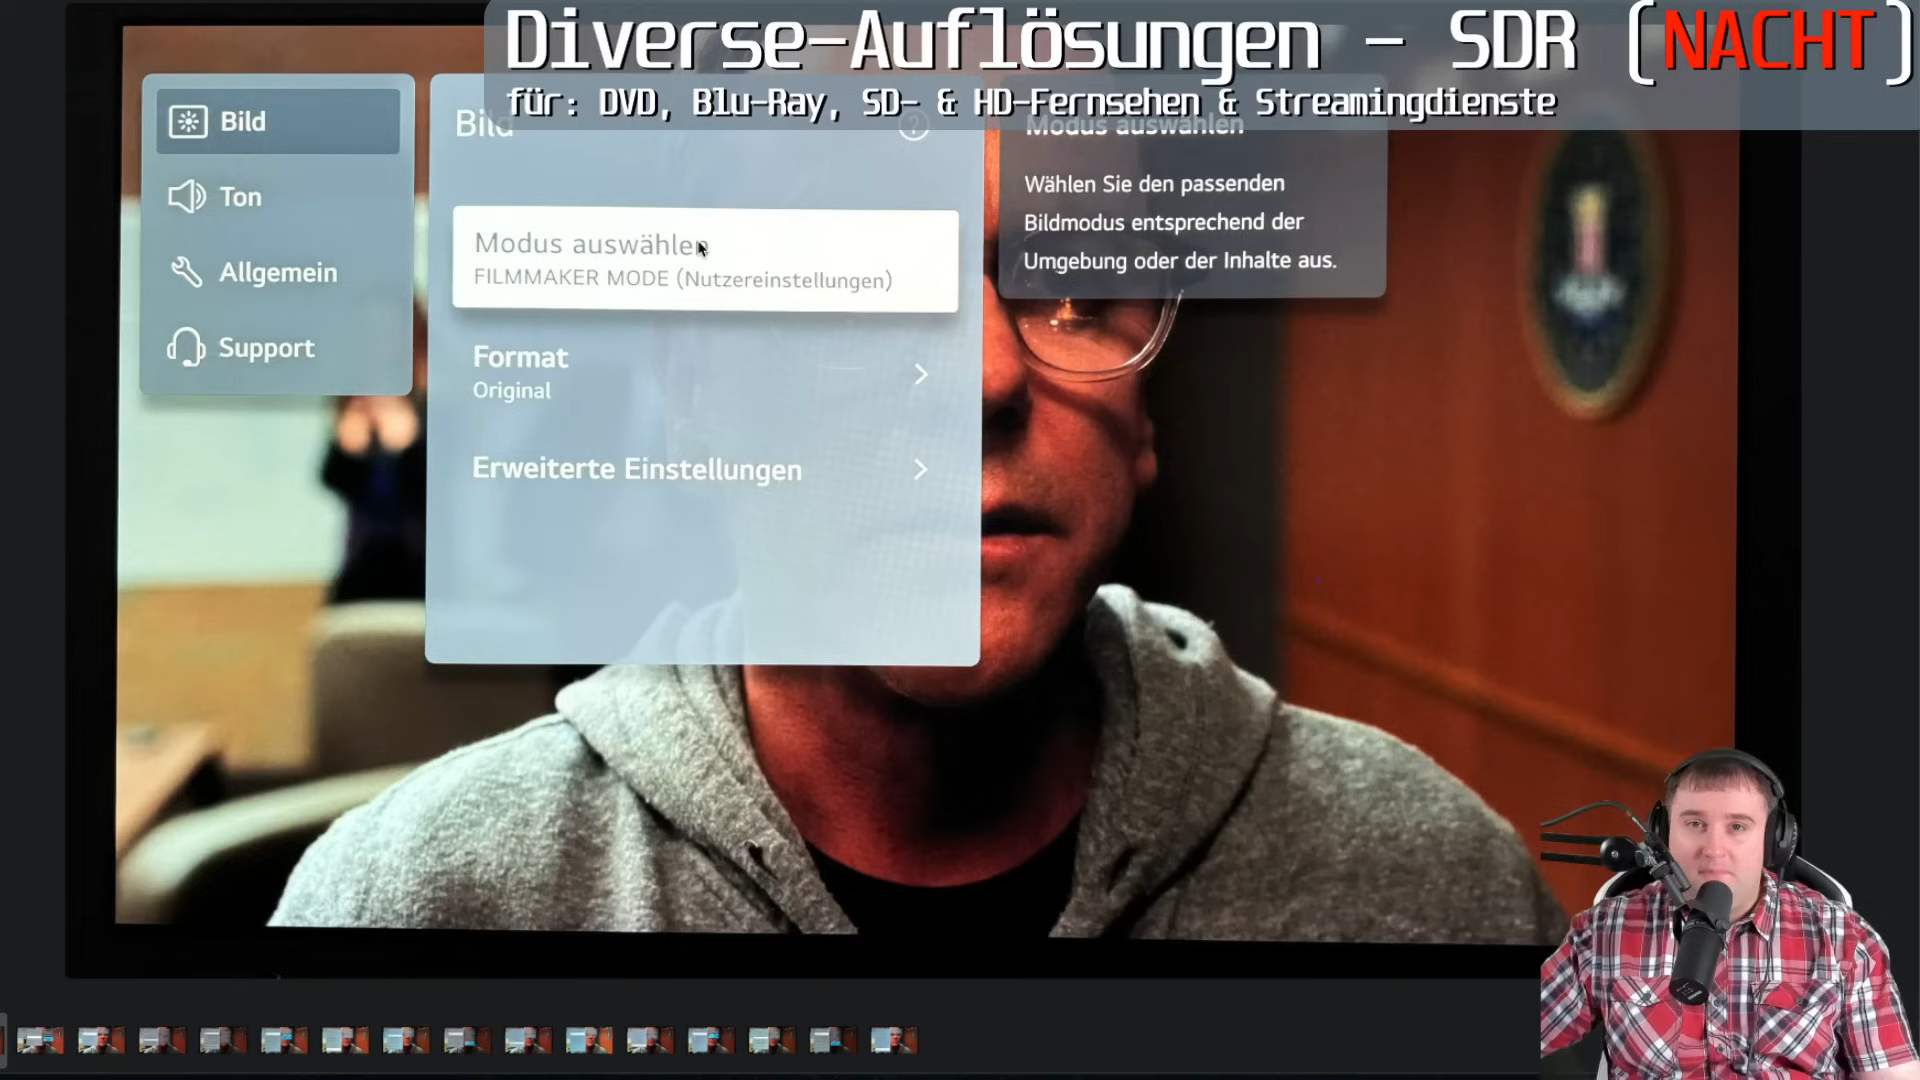 Diverse-Auflösungen - SDR (NACHT)
für: DVD, Blu-Ray, SD- & HD-Fernsehen & Streamingdienste
Bild
Ton
Allgemein
Support
Bild
?
Modus auswählen
FILMMAKER MODE (Nutzereinstellungen)
Format
Original
Erweiterte Einstellungen
Modus auswählen
Wählen Sie den passenden
Bildmodus entsprechend der
Umgebung oder der Inhalte aus.